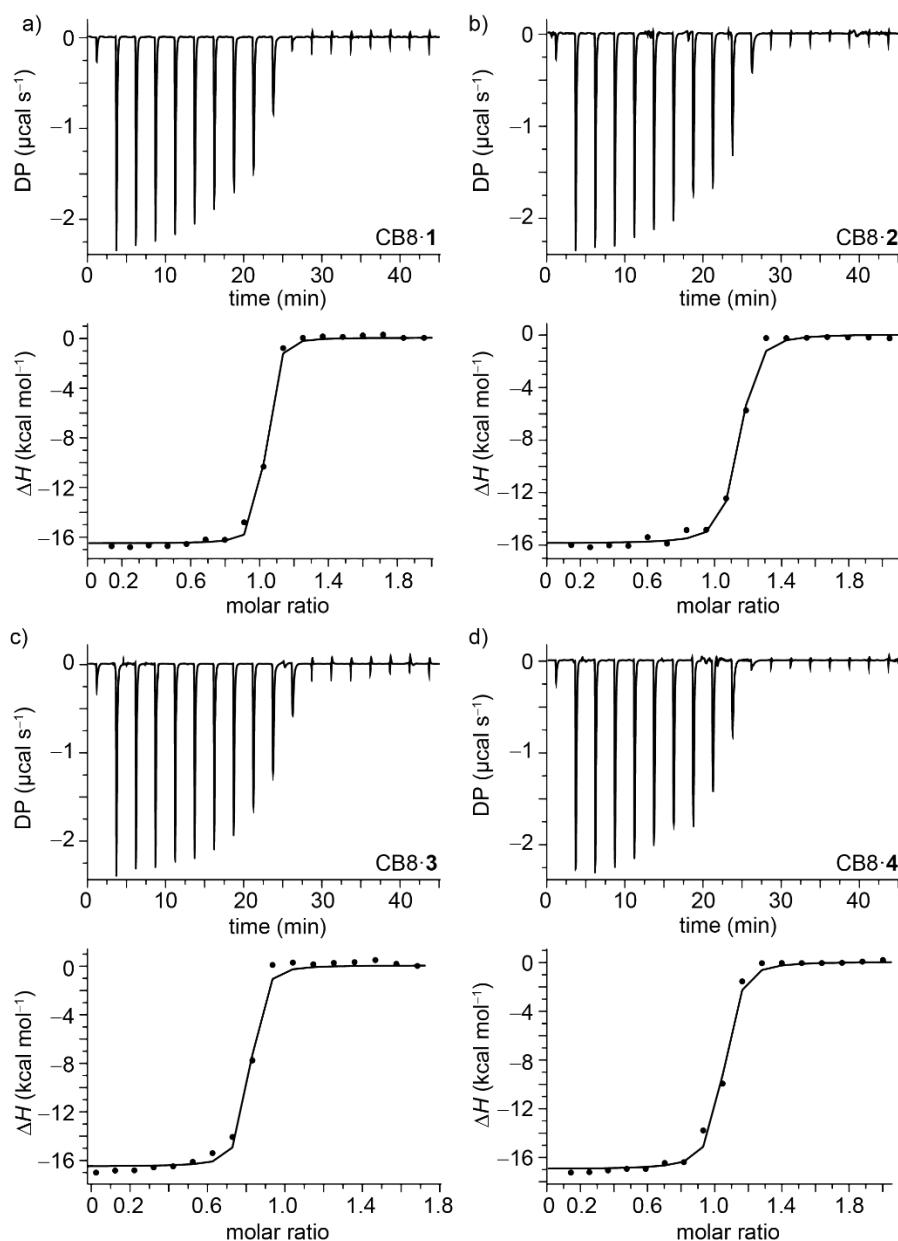 a)
DP (µcal s⁻¹)
0
−1
−2
CB8·1
0 10 20 30 40
time (min)
ΔH (kcal mol⁻¹)
0
−4
−8
−12
−16
0 0.2 0.6 1.0 1.4 1.8
molar ratio
b)
DP (µcal s⁻¹)
0
−1
−2
CB8·2
0 10 20 30 40
time (min)
ΔH (kcal mol⁻¹)
0
−4
−8
−12
−16
0 0.2 0.6 1.0 1.4 1.8
molar ratio
c)
DP (µcal s⁻¹)
0
−1
−2
CB8·3
0 10 20 30 40
time (min)
ΔH (kcal mol⁻¹)
0
−4
−8
−12
−16
0 0.2 0.6 1.0 1.4 1.8
molar ratio
d)
DP (µcal s⁻¹)
0
−1
−2
CB8·4
0 10 20 30 40
time (min)
ΔH (kcal mol⁻¹)
0
−4
−8
−12
−16
0 0.2 0.6 1.0 1.4 1.8
molar ratio